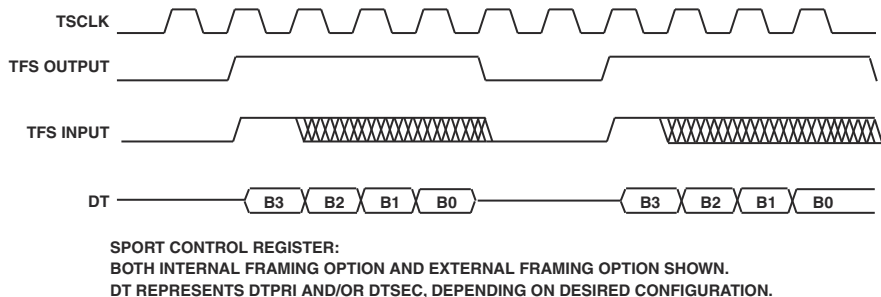 TSCLK
TFS OUTPUT
TFS INPUT
DT B3 B2 B1 B0 B3 B2 B1 B0
SPORT CONTROL REGISTER:
BOTH INTERNAL FRAMING OPTION AND EXTERNAL FRAMING OPTION SHOWN.
DT REPRESENTS DTPRI AND/OR DTSEC, DEPENDING ON DESIRED CONFIGURATION.